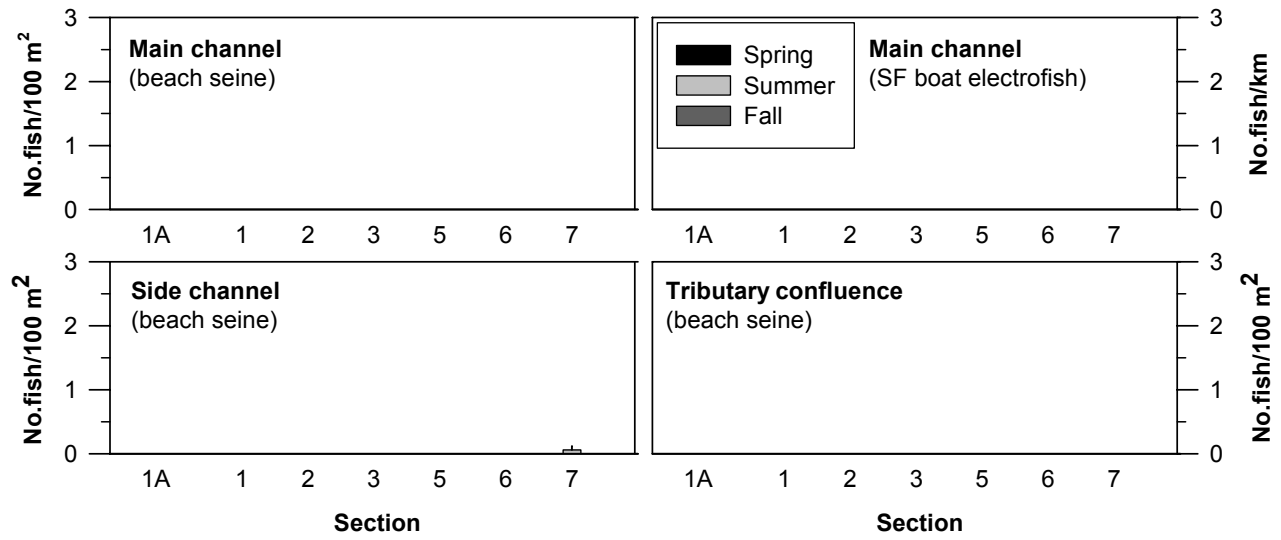 No.fish/100 m²
3
2
1
0
Main channel
(beach seine)
1A 1 2 3 5 6 7
Spring
Summer
Fall
Main channel
(SF boat electrofish)
3
2
1
0
No.fish/km
1A 1 2 3 5 6 7
No.fish/100 m²
3
2
1
0
Side channel
(beach seine)
1A 1 2 3 5 6 7
Section
Tributary confluence
(beach seine)
3
2
1
0
No.fish/100 m²
1A 1 2 3 5 6 7
Section